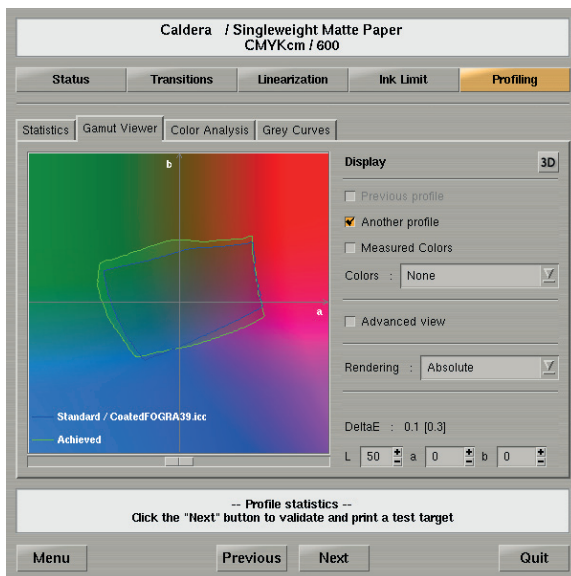 Caldera / Singleweight Matte Paper
CMYKcm / 600
Status Transitions Linearization Ink Limit Profiling
Statistics Gamut Viewer Color Analysis Grey Curves
b
a
Standard / CoatedFOGRA39.icc
Achieved
Display 3D
Previous profile
Another profile
Measured Colors
Colors : None
Advanced view
Rendering : Absolute
DeltaE : 0.1 [0.3]
L 50 a 0 b 0
-- Profile statistics --
Click the "Next" button to validate and print a test target
Menu Previous Next Quit